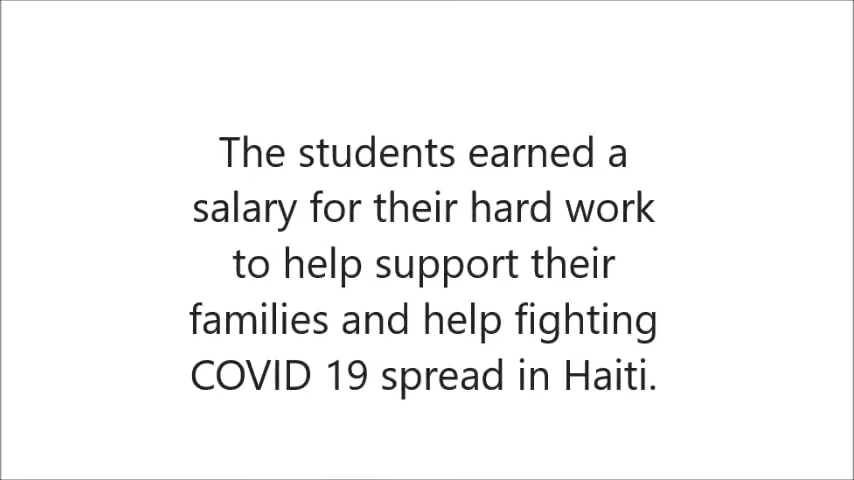 The students earned a
salary for their hard work
to help support their
families and help fighting
COVID 19 spread in Haiti.